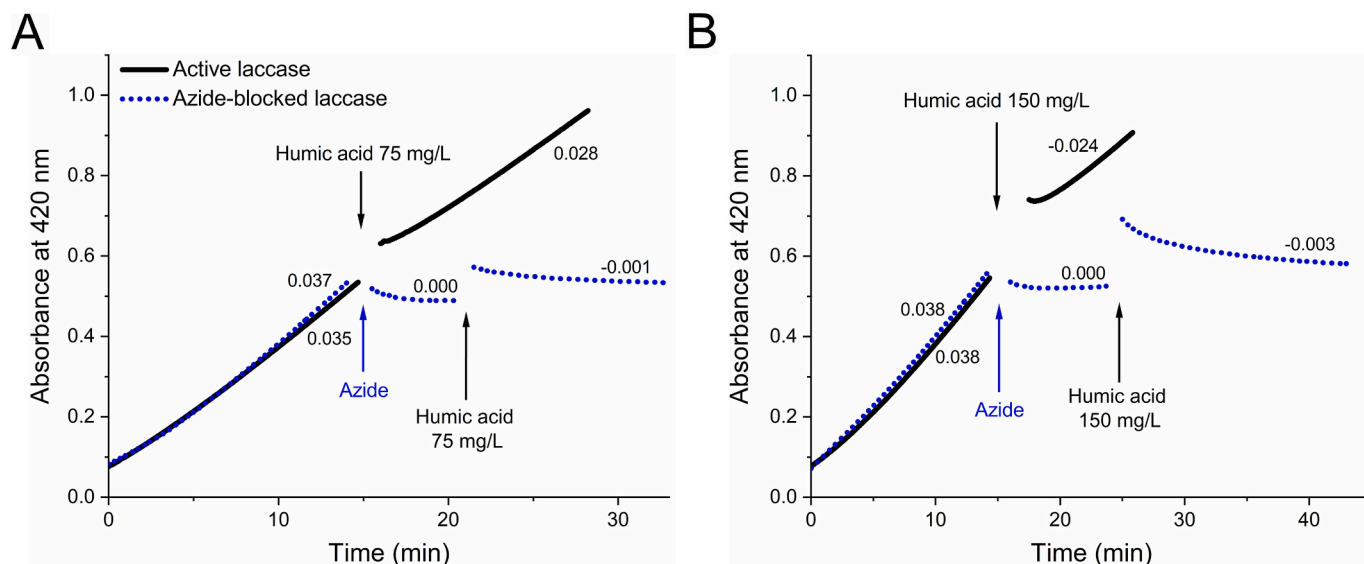 A
Active laccase
Azide-blocked laccase
Humic acid 75 mg/L
0.028
0.037
0.035
0.000
-0.001
Azide
Humic acid
75 mg/L
Absorbance at 420 nm
1.0
0.8
0.6
0.4
0.2
0.0
0
10
20
30
Time (min)
B
Humic acid 150 mg/L
-0.024
0.038
0.038
0.000
-0.003
Azide
Humic acid
150 mg/L
Absorbance at 420 nm
1.0
0.8
0.6
0.4
0.2
0.0
0
10
20
30
40
Time (min)